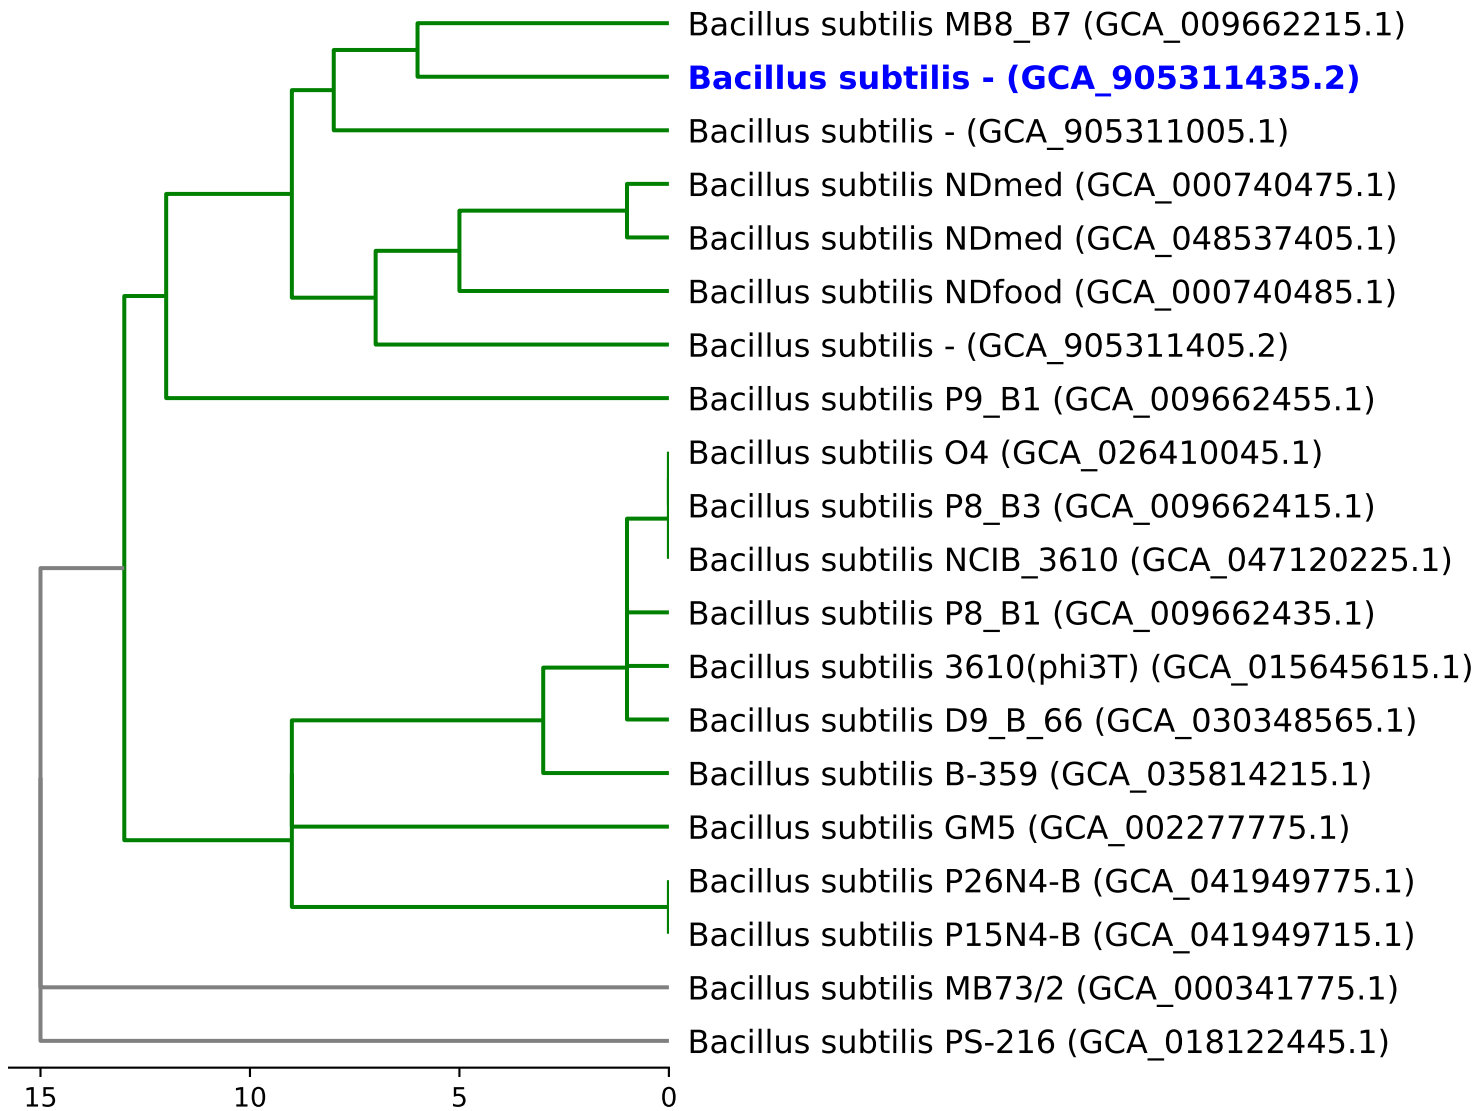 Bacillus subtilis MB8_B7 (GCA_009662215.1)
Bacillus subtilis - (GCA_905311435.2)
Bacillus subtilis - (GCA_905311005.1)
Bacillus subtilis NDmed (GCA_000740475.1)
Bacillus subtilis NDmed (GCA_048537405.1)
Bacillus subtilis NDfood (GCA_000740485.1)
Bacillus subtilis - (GCA_905311405.2)
Bacillus subtilis P9_B1 (GCA_009662455.1)
Bacillus subtilis O4 (GCA_026410045.1)
Bacillus subtilis P8_B3 (GCA_009662415.1)
Bacillus subtilis NCIB_3610 (GCA_047120225.1)
Bacillus subtilis P8_B1 (GCA_009662435.1)
Bacillus subtilis 3610(phi3T) (GCA_015645615.1)
Bacillus subtilis D9_B_66 (GCA_030348565.1)
Bacillus subtilis B-359 (GCA_035814215.1)
Bacillus subtilis GM5 (GCA_002277775.1)
Bacillus subtilis P26N4-B (GCA_041949775.1)
Bacillus subtilis P15N4-B (GCA_041949715.1)
Bacillus subtilis MB73/2 (GCA_000341775.1)
Bacillus subtilis PS-216 (GCA_018122445.1)
15 10 5 0